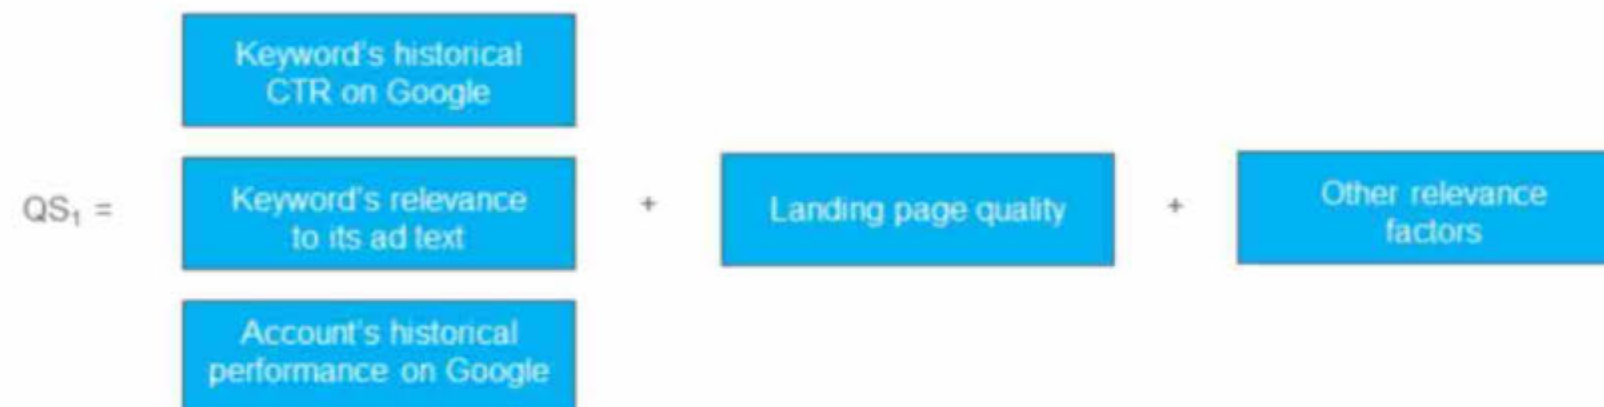 Keyword's historical
CTR on Google
QS₁ =
Keyword's relevance
to its ad text
+
Landing page quality
+
Other relevance
factors
Account's historical
performance on Google